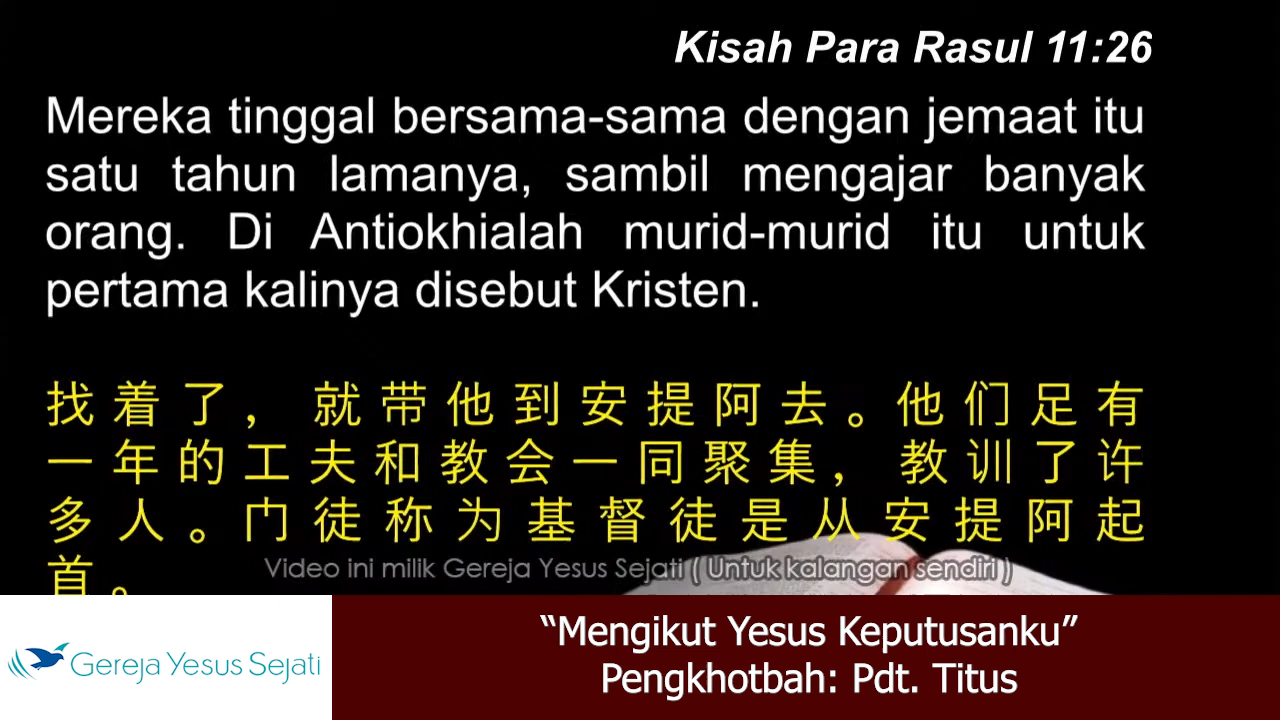 Kisah Para Rasul 11:26
Mereka tinggal bersama-sama dengan jemaat itu
satu tahun lamanya, sambil mengajar banyak
orang. Di Antiokhialah murid-murid itu untuk
pertama kalinya disebut Kristen.
找着了，就带他到安提阿去。他们足有
一年的工夫和教会一同聚集，教训了许
多人。门徒称为基督徒是从安提阿起
首。
Video ini milik Gereja Yesus Sejati ( Untuk kalangan sendiri )
Gereja Yesus Sejati
“Mengikut Yesus Keputusanku”
Pengkhotbah: Pdt. Titus